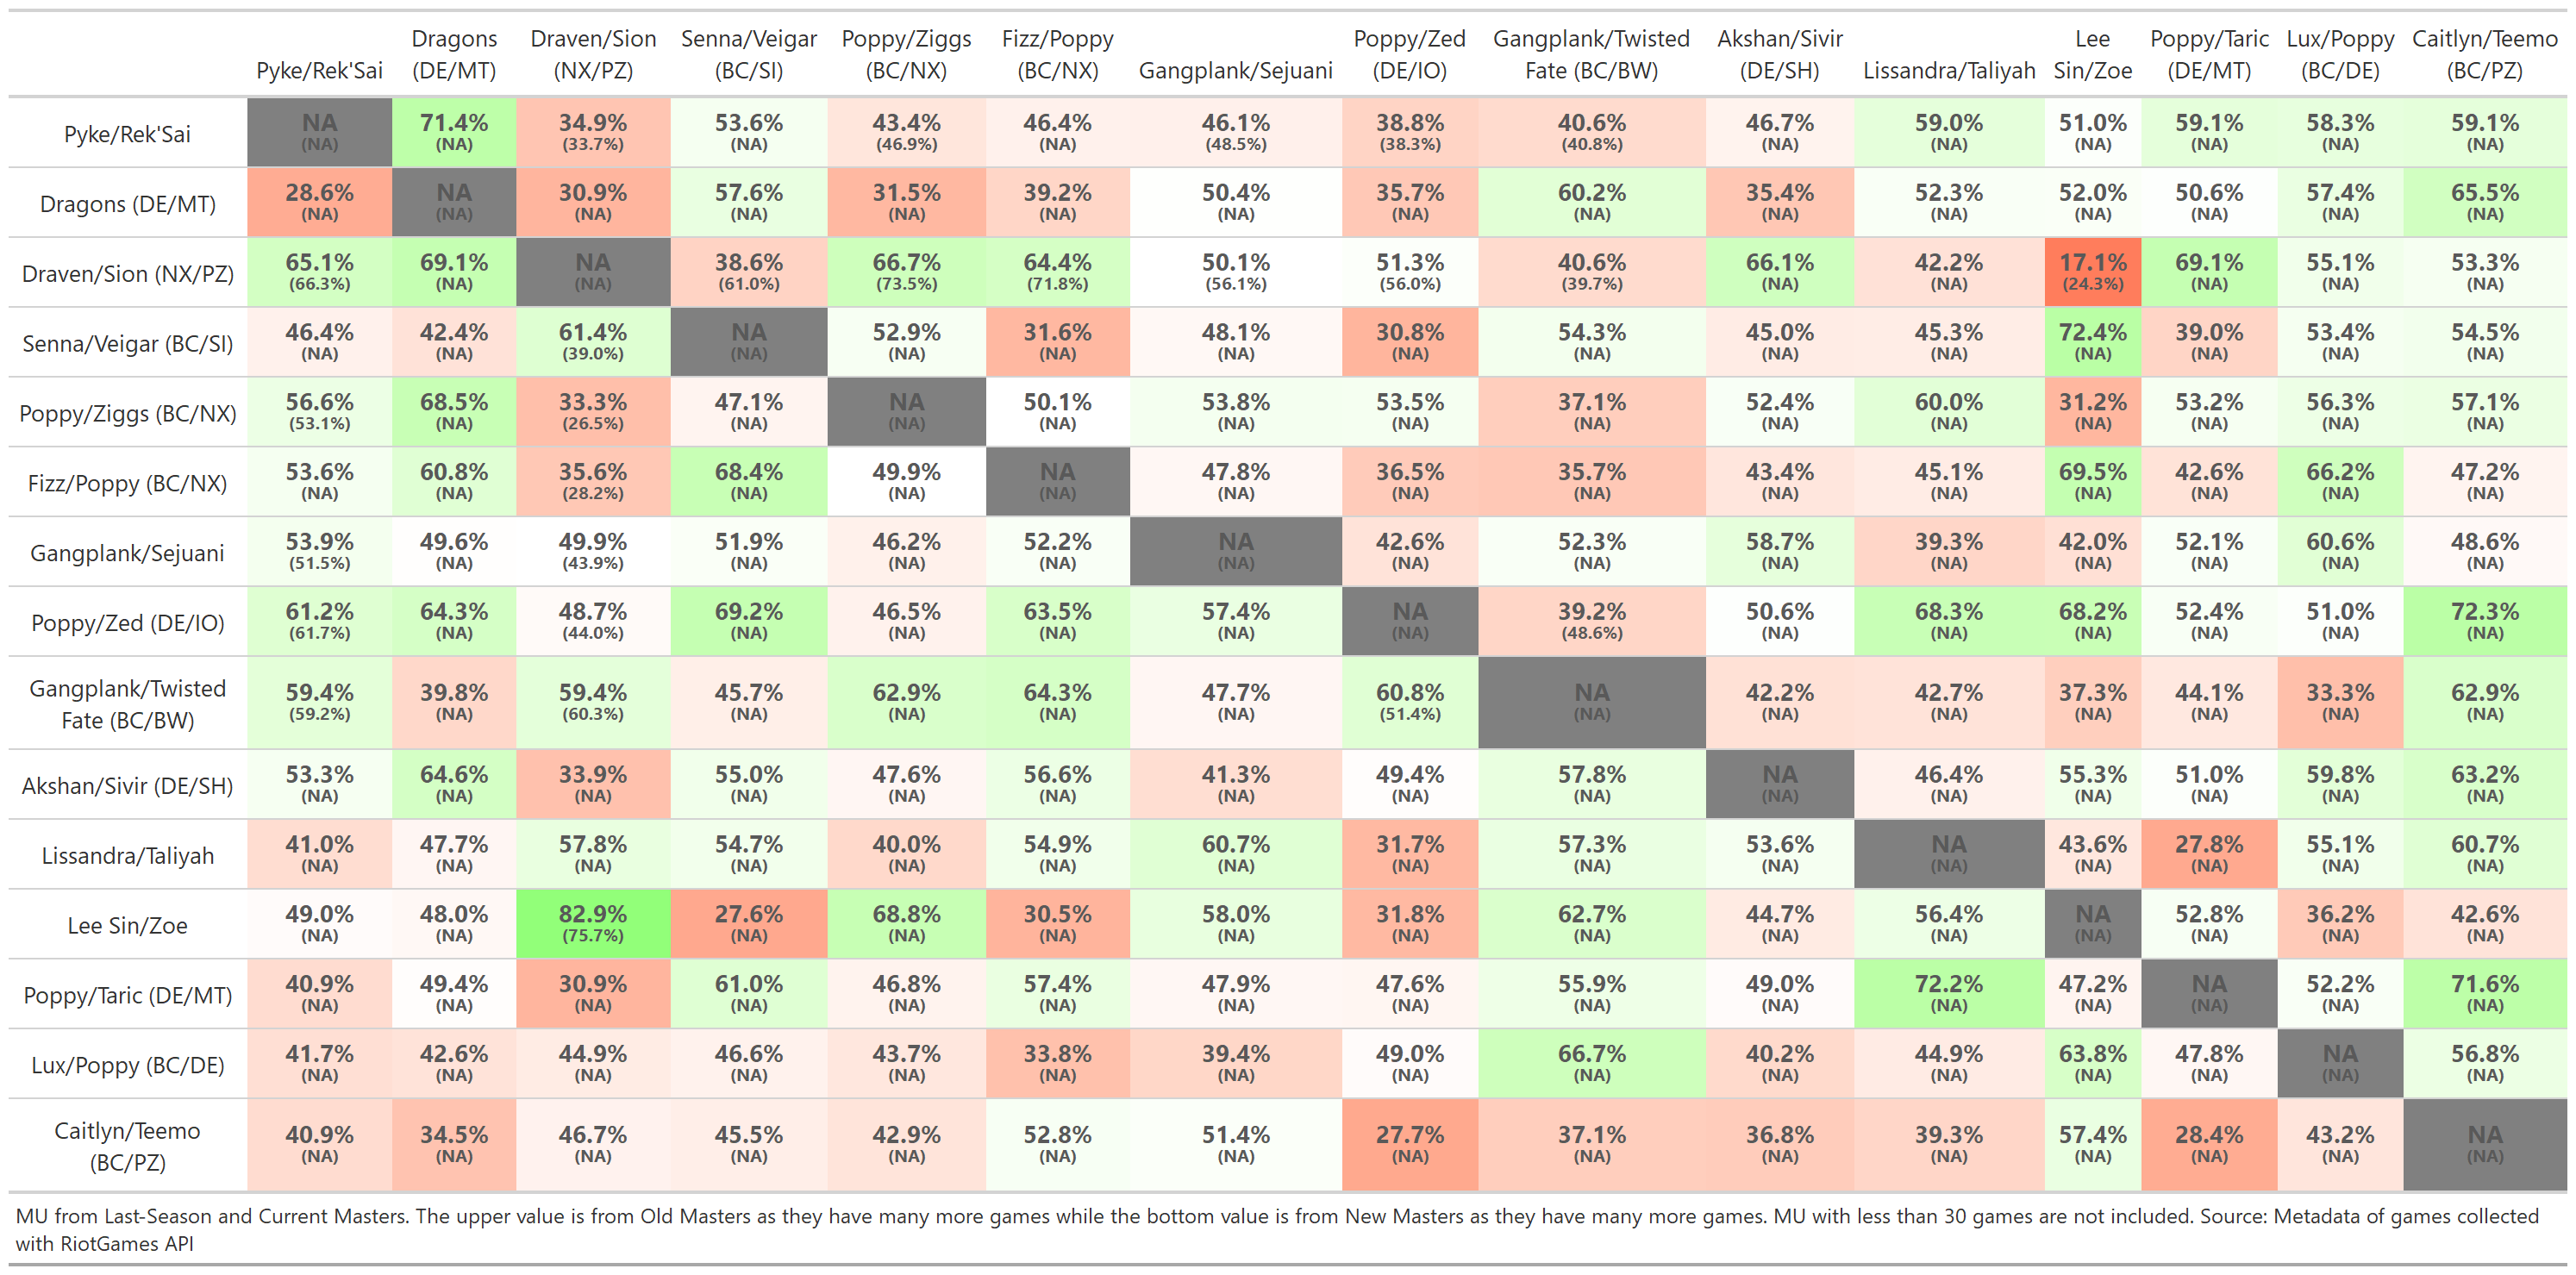 Pyke/Rek'Sai Dragons (DE/MT) Draven/Sion (NX/PZ) Senna/Veigar (BC/SI) Poppy/Ziggs (BC/NX) Fizz/Poppy (BC/NX) Gangplank/Sejuani Poppy/Zed (DE/IO) Gangplank/Twisted Fate (BC/BW) Akshan/Sivir (DE/SH) Lissandra/Taliyah Lee Sin/Zoe Poppy/Taric (DE/MT) Lux/Poppy (BC/DE) Caitlyn/Teemo (BC/PZ)
Pyke/Rek'Sai NA (NA) 71.4% (NA) 34.9% (33.7%) 53.6% (NA) 43.4% (46.9%) 46.4% (NA) 46.1% (48.5%) 38.8% (38.3%) 40.6% (40.8%) 46.7% (NA) 59.0% (NA) 51.0% (NA) 59.1% (NA) 58.3% (NA) 59.1% (NA)
Dragons (DE/MT) 28.6% (NA) NA (NA) 30.9% (NA) 57.6% (NA) 31.5% (NA) 39.2% (NA) 50.4% (NA) 35.7% (NA) 60.2% (NA) 35.4% (NA) 52.3% (NA) 52.0% (NA) 50.6% (NA) 57.4% (NA) 65.5% (NA)
Draven/Sion (NX/PZ) 65.1% (66.3%) 69.1% (NA) NA (NA) 38.6% (61.0%) 66.7% (73.5%) 64.4% (71.8%) 50.1% (56.1%) 51.3% (56.0%) 40.6% (39.7%) 66.1% (NA) 42.2% (NA) 17.1% (24.3%) 69.1% (NA) 55.1% (NA) 53.3% (NA)
Senna/Veigar (BC/SI) 46.4% (NA) 42.4% (NA) 61.4% (39.0%) NA (NA) 52.9% (NA) 31.6% (NA) 48.1% (NA) 30.8% (NA) 54.3% (NA) 45.0% (NA) 45.3% (NA) 72.4% (NA) 39.0% (NA) 53.4% (NA) 54.5% (NA)
Poppy/Ziggs (BC/NX) 56.6% (53.1%) 68.5% (NA) 33.3% (26.5%) 47.1% (NA) NA (NA) 50.1% (NA) 53.8% (NA) 53.5% (NA) 37.1% (NA) 52.4% (NA) 60.0% (NA) 31.2% (NA) 53.2% (NA) 56.3% (NA) 57.1% (NA)
Fizz/Poppy (BC/NX) 53.6% (NA) 60.8% (NA) 35.6% (28.2%) 68.4% (NA) 49.9% (NA) NA (NA) 47.8% (NA) 36.5% (NA) 35.7% (NA) 43.4% (NA) 45.1% (NA) 69.5% (NA) 42.6% (NA) 66.2% (NA) 47.2% (NA)
Gangplank/Sejuani 53.9% (51.5%) 49.6% (NA) 49.9% (43.9%) 51.9% (NA) 46.2% (NA) 52.2% (NA) NA (NA) 42.6% (NA) 52.3% (NA) 58.7% (NA) 39.3% (NA) 42.0% (NA) 52.1% (NA) 60.6% (NA) 48.6% (NA)
Poppy/Zed (DE/IO) 61.2% (61.7%) 64.3% (NA) 48.7% (44.0%) 69.2% (NA) 46.5% (NA) 63.5% (NA) 57.4% (NA) NA (NA) 39.2% (48.6%) 50.6% (NA) 68.3% (NA) 68.2% (NA) 52.4% (NA) 51.0% (NA) 72.3% (NA)
Gangplank/Twisted Fate (BC/BW) 59.4% (59.2%) 39.8% (NA) 59.4% (60.3%) 45.7% (NA) 62.9% (NA) 64.3% (NA) 47.7% (NA) 60.8% (51.4%) NA (NA) 42.2% (NA) 42.7% (NA) 37.3% (NA) 44.1% (NA) 33.3% (NA) 62.9% (NA)
Akshan/Sivir (DE/SH) 53.3% (NA) 64.6% (NA) 33.9% (NA) 55.0% (NA) 47.6% (NA) 56.6% (NA) 41.3% (NA) 49.4% (NA) 57.8% (NA) NA (NA) 46.4% (NA) 55.3% (NA) 51.0% (NA) 59.8% (NA) 63.2% (NA)
Lissandra/Taliyah 41.0% (NA) 47.7% (NA) 57.8% (NA) 54.7% (NA) 40.0% (NA) 54.9% (NA) 60.7% (NA) 31.7% (NA) 57.3% (NA) 53.6% (NA) NA (NA) 43.6% (NA) 27.8% (NA) 55.1% (NA) 60.7% (NA)
Lee Sin/Zoe 49.0% (NA) 48.0% (NA) 82.9% (75.7%) 27.6% (NA) 68.8% (NA) 30.5% (NA) 58.0% (NA) 31.8% (NA) 62.7% (NA) 44.7% (NA) 56.4% (NA) NA (NA) 52.8% (NA) 36.2% (NA) 42.6% (NA)
Poppy/Taric (DE/MT) 40.9% (NA) 49.4% (NA) 30.9% (NA) 61.0% (NA) 46.8% (NA) 57.4% (NA) 47.9% (NA) 47.6% (NA) 55.9% (NA) 49.0% (NA) 72.2% (NA) 47.2% (NA) NA (NA) 52.2% (NA) 71.6% (NA)
Lux/Poppy (BC/DE) 41.7% (NA) 42.6% (NA) 44.9% (NA) 46.6% (NA) 43.7% (NA) 33.8% (NA) 39.4% (NA) 49.0% (NA) 66.7% (NA) 40.2% (NA) 44.9% (NA) 63.8% (NA) 47.8% (NA) NA (NA) 56.8% (NA)
Caitlyn/Teemo (BC/PZ) 40.9% (NA) 34.5% (NA) 46.7% (NA) 45.5% (NA) 42.9% (NA) 52.8% (NA) 51.4% (NA) 27.7% (NA) 37.1% (NA) 36.8% (NA) 39.3% (NA) 57.4% (NA) 28.4% (NA) 43.2% (NA) NA (NA)
MU from Last-Season and Current Masters. The upper value is from Old Masters as they have many more games while the bottom value is from New Masters as they have many more games. MU with less than 30 games are not included. Source: Metadata of games collected
with RiotGames API